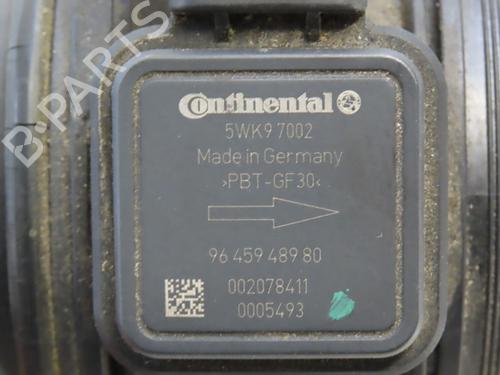 B-PARTS
Continental
5WK9 7002
Made in Germany
>PBT-GF30<
96 459 489 80
002078411
0005493